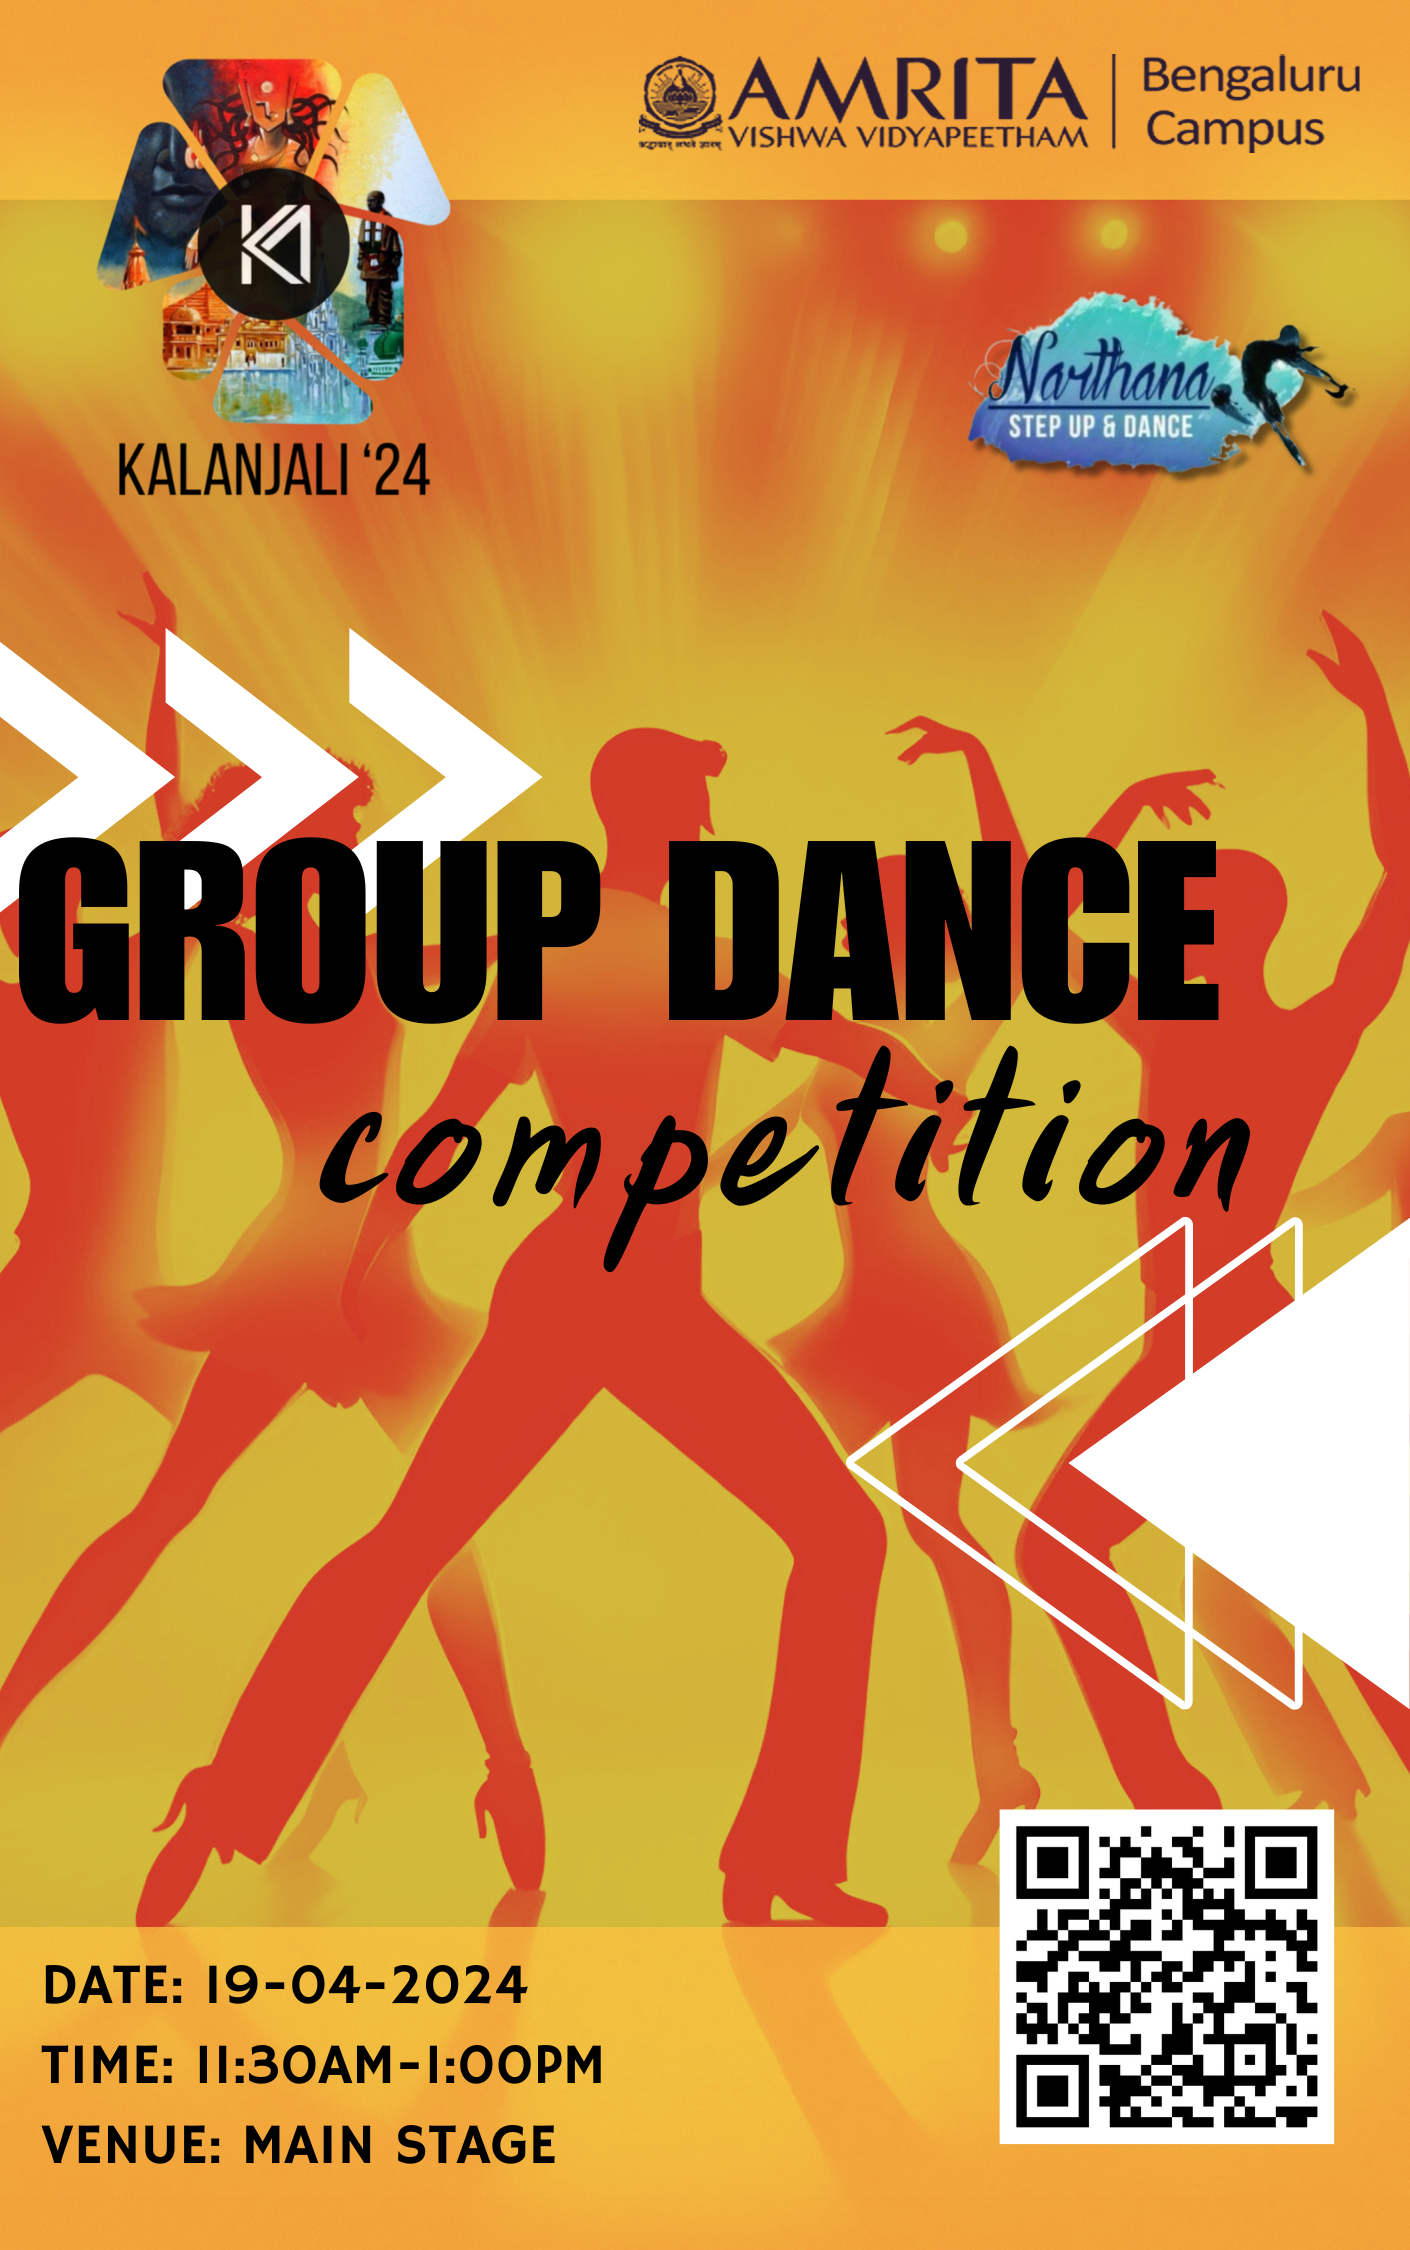 AMRITA
VISHWA VIDYAPEETHAM
Bengaluru
Campus
KALANJALI ‘24
Narthana
STEP UP & DANCE
GROUP DANCE
competition
DATE: 19-04-2024
TIME: 11:30AM-1:00PM
VENUE: MAIN STAGE